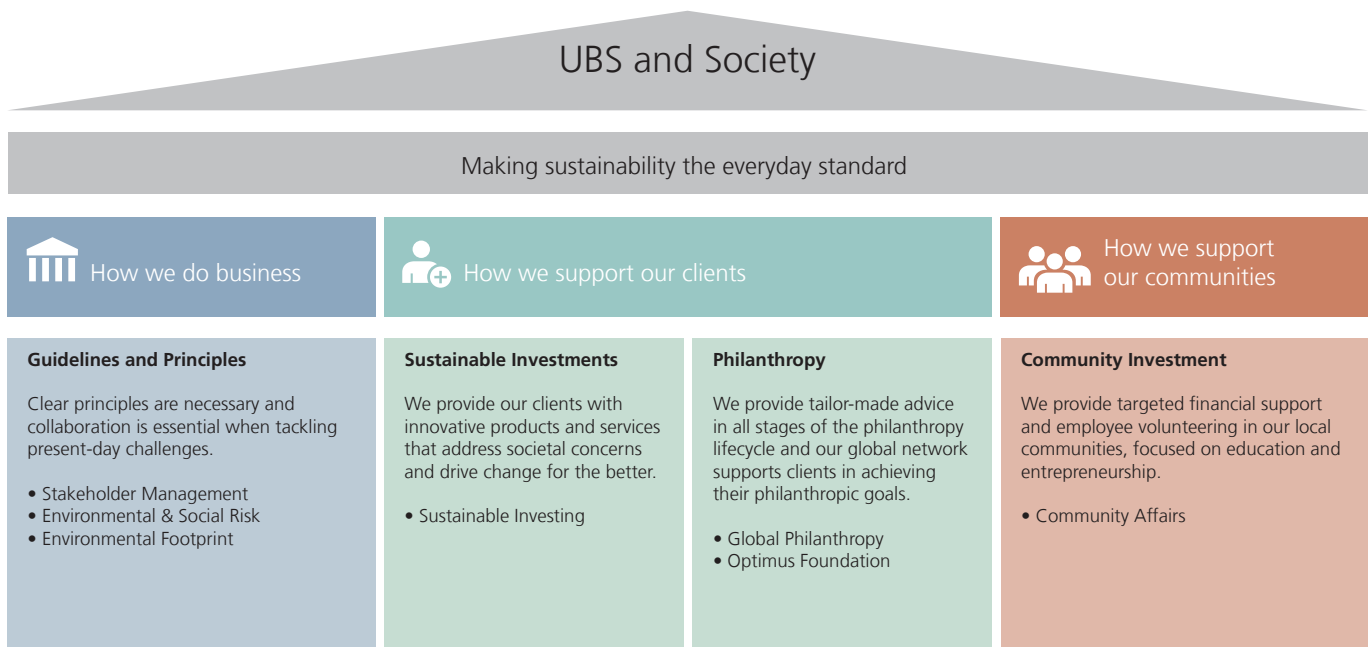 UBS and Society
Making sustainability the everyday standard
How we do business
How we support our clients
How we support
our communities
Guidelines and Principles
Clear principles are necessary and
collaboration is essential when tackling
present-day challenges.
• Stakeholder Management
• Environmental & Social Risk
• Environmental Footprint
Sustainable Investments
We provide our clients with
innovative products and services
that address societal concerns
and drive change for the better.
• Sustainable Investing
Philanthropy
We provide tailor-made advice
in all stages of the philanthropy
lifecycle and our global network
supports clients in achieving
their philanthropic goals.
• Global Philanthropy
• Optimus Foundation
Community Investment
We provide targeted financial support
and employee volunteering in our local
communities, focused on education and
entrepreneurship.
• Community Affairs